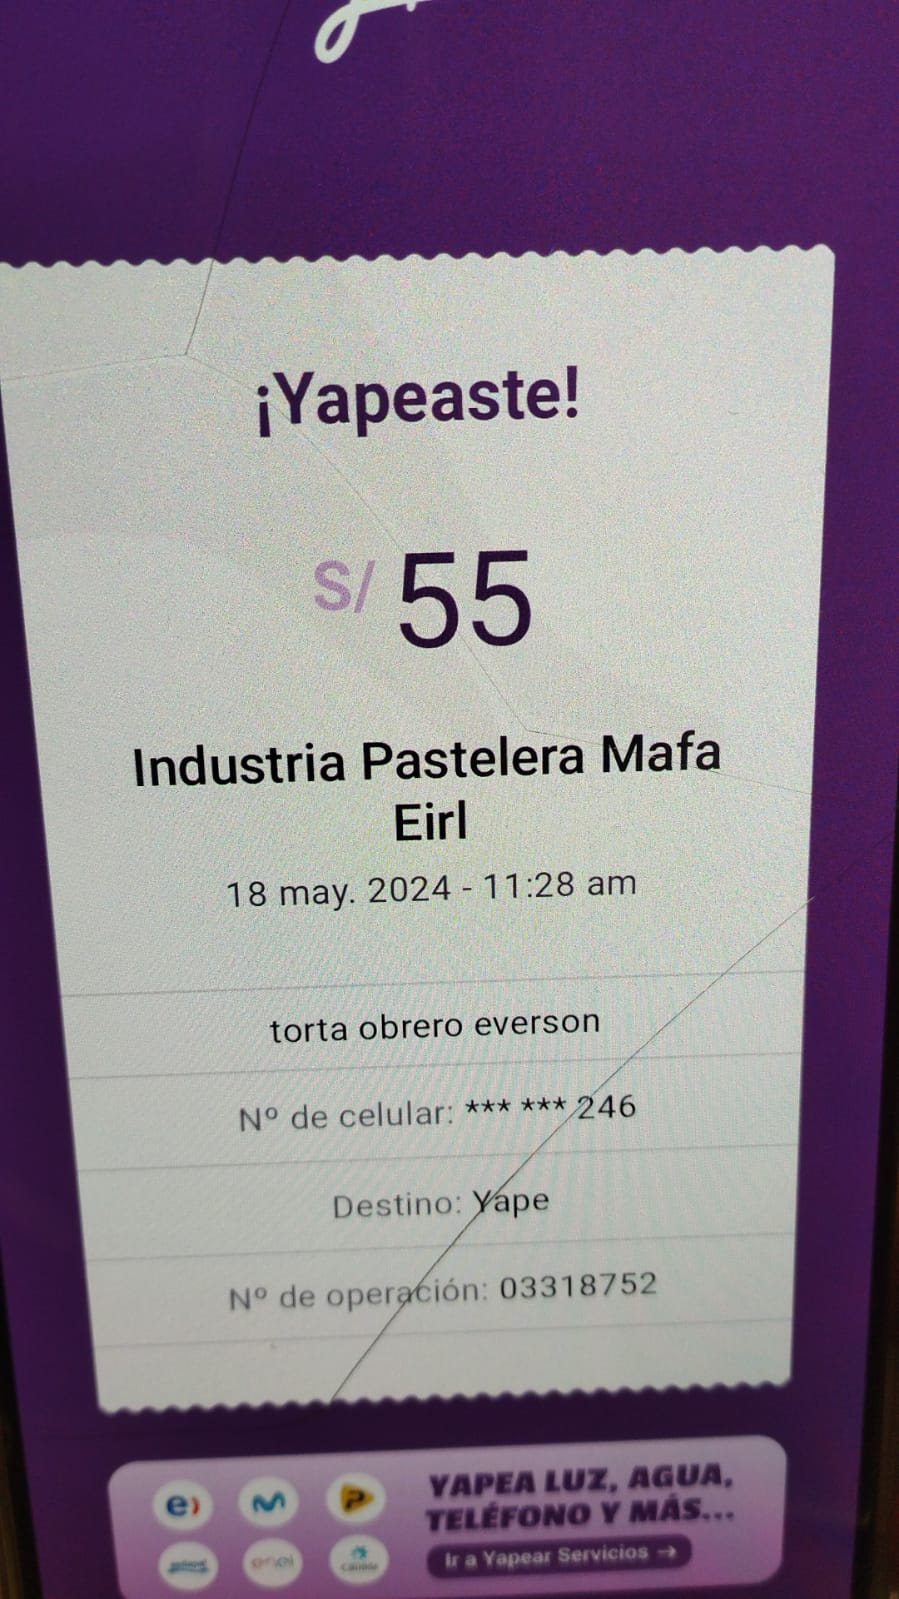 ¡Yapeaste!
S/ 55
Industria Pastelera Mafa
Eirl
18 may. 2024 - 11:28 am
torta obrero everson
Nº de celular: *** *** 246
Destino: Yape
Nº de operación: 03318752
YAPEA LUZ, AGUA,
TELÉFONO Y MÁS...
Ir a Yapear Servicios →
e)
enel